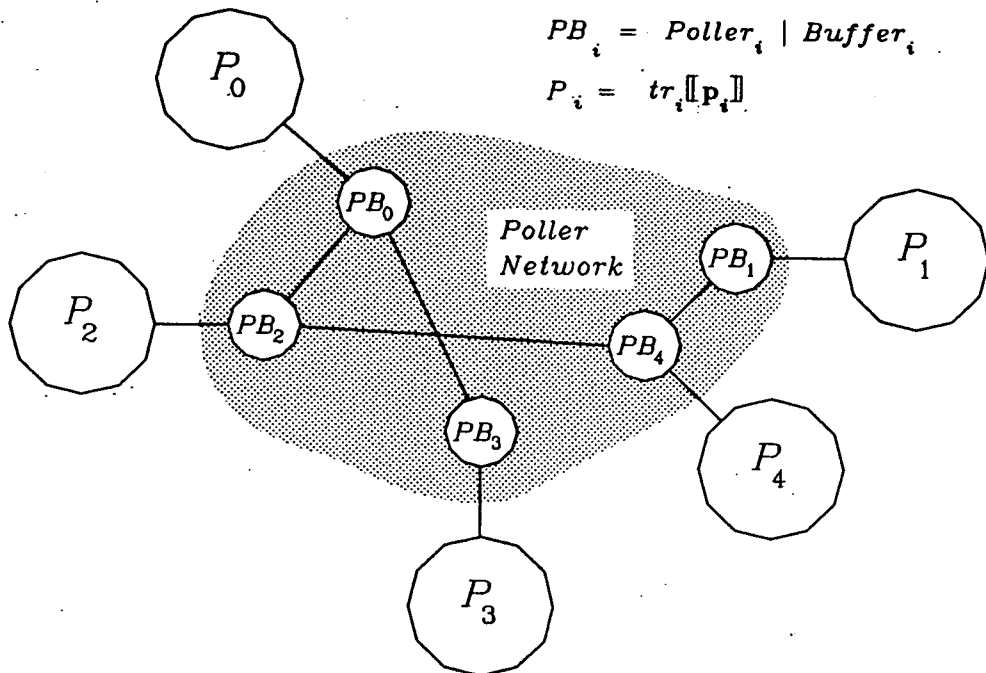 PB_i = Poller_i | Buffer_i
P_i = tr_i⟦p_i⟧
P_0
PB_0
Poller
Network
PB_1
P_1
P_2
PB_2
PB_4
PB_3
P_4
P_3